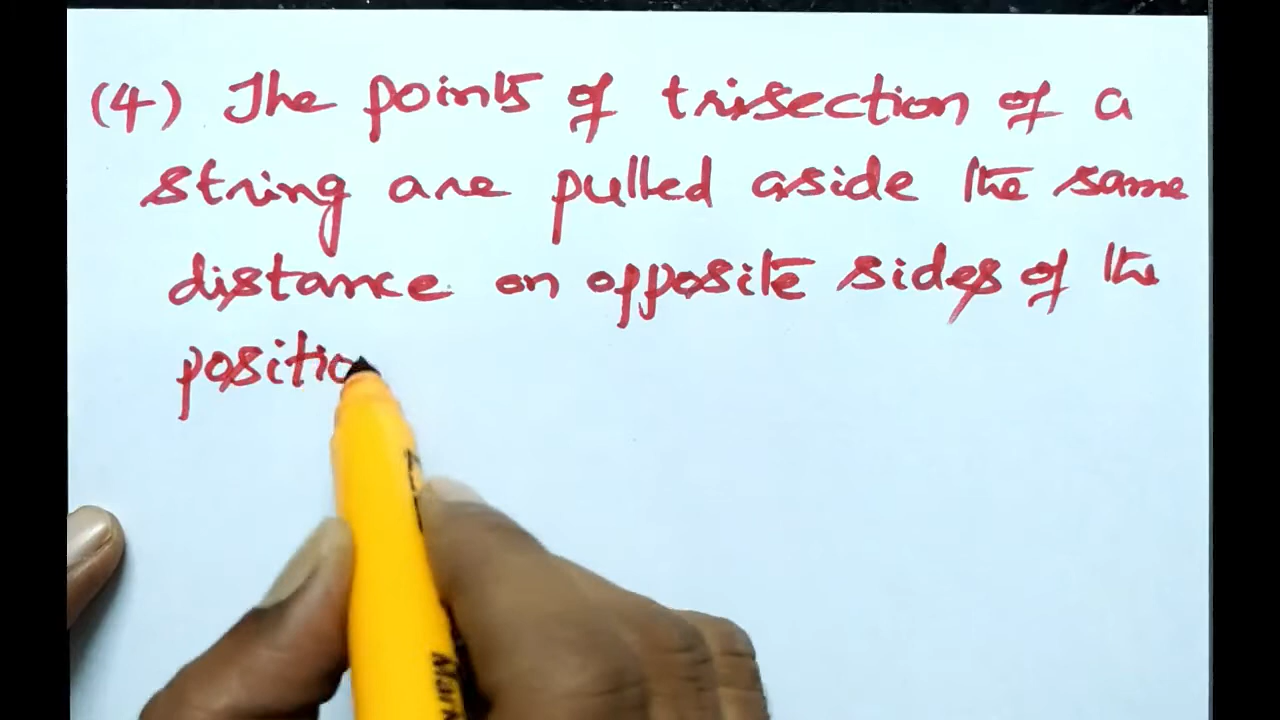 (4) The points of trisection of a
string are pulled aside the same
distance on opposite sides of the
positio
Mark